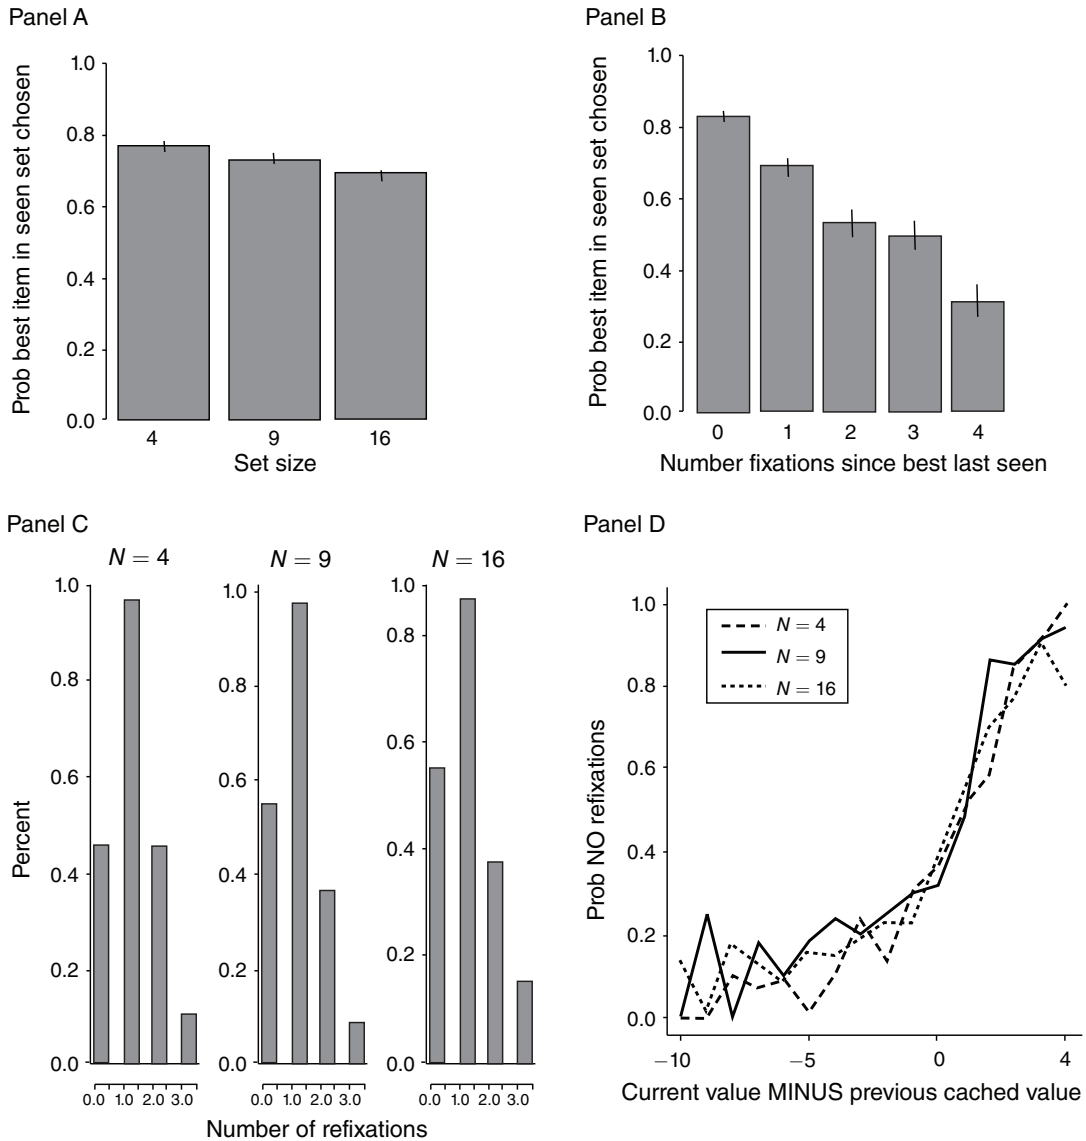 Panel A
Prob best item in seen set chosen
1.0
0.8
0.6
0.4
0.2
0.0
4 9 16
Set size
Panel B
Prob best item in seen set chosen
1.0
0.8
0.6
0.4
0.2
0.0
0 1 2 3 4
Number fixations since best last seen
Panel C
Percent
N = 4
1.0
0.8
0.6
0.4
0.2
0.0
0.0 1.0 2.0 3.0
N = 9
1.0
0.8
0.6
0.4
0.2
0.0
0.0 1.0 2.0 3.0
N = 16
1.0
0.8
0.6
0.4
0.2
0.0
0.0 1.0 2.0 3.0
Number of refixations
Panel D
Prob NO refixations
1.0
0.8
0.6
0.4
0.2
0.0
N = 4
N = 9
N = 16
−10 −5 0 4
Current value MINUS previous cached value